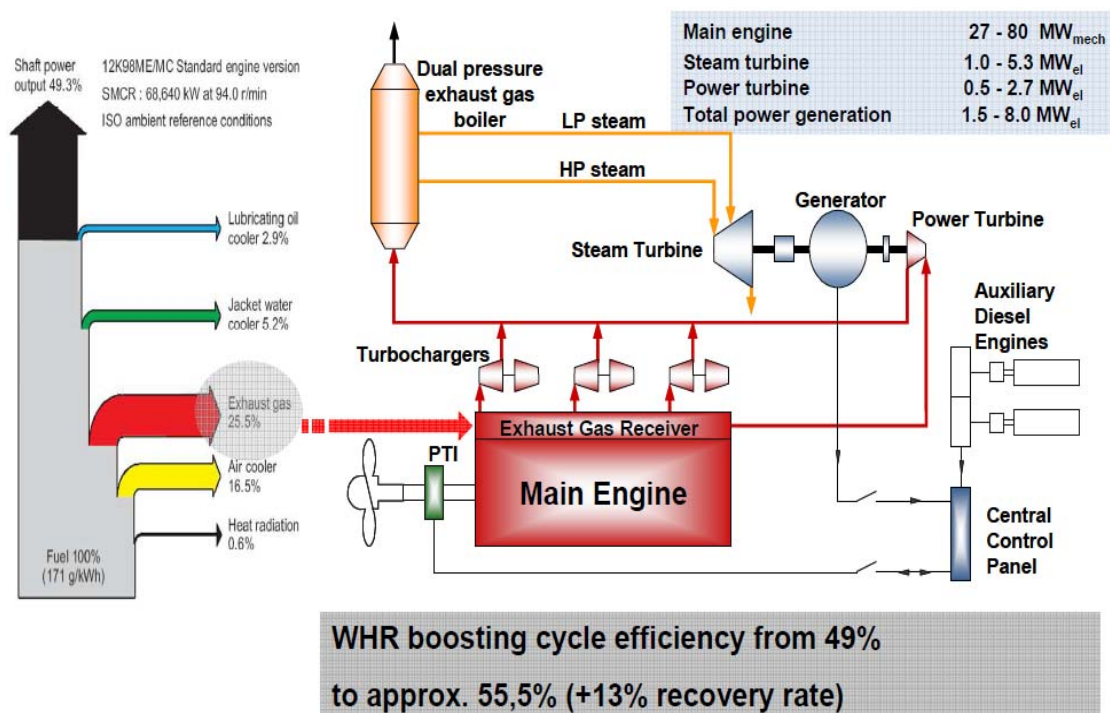 Shaft power
output 49.3%
12K98ME/MC Standard engine version
SMCR : 68,640 kW at 94.0 r/min
ISO ambient reference conditions
Lubricating oil
cooler 2.9%
Jacket water
cooler 5.2%
Exhaust gas
25.5%
Air cooler
16.5%
Heat radiation
0.6%
Fuel 100%
(171 g/kWh)
Dual pressure
exhaust gas
boiler
LP steam
HP steam
Main engine 27 - 80 MWmech
Steam turbine 1.0 - 5.3 MWel
Power turbine 0.5 - 2.7 MWel
Total power generation 1.5 - 8.0 MWel
Generator
Power Turbine
Steam Turbine
Turbochargers
Auxiliary
Diesel
Engines
Exhaust Gas Receiver
PTI
Main Engine
Central
Control
Panel
WHR boosting cycle efficiency from 49%
to approx. 55,5% (+13% recovery rate)